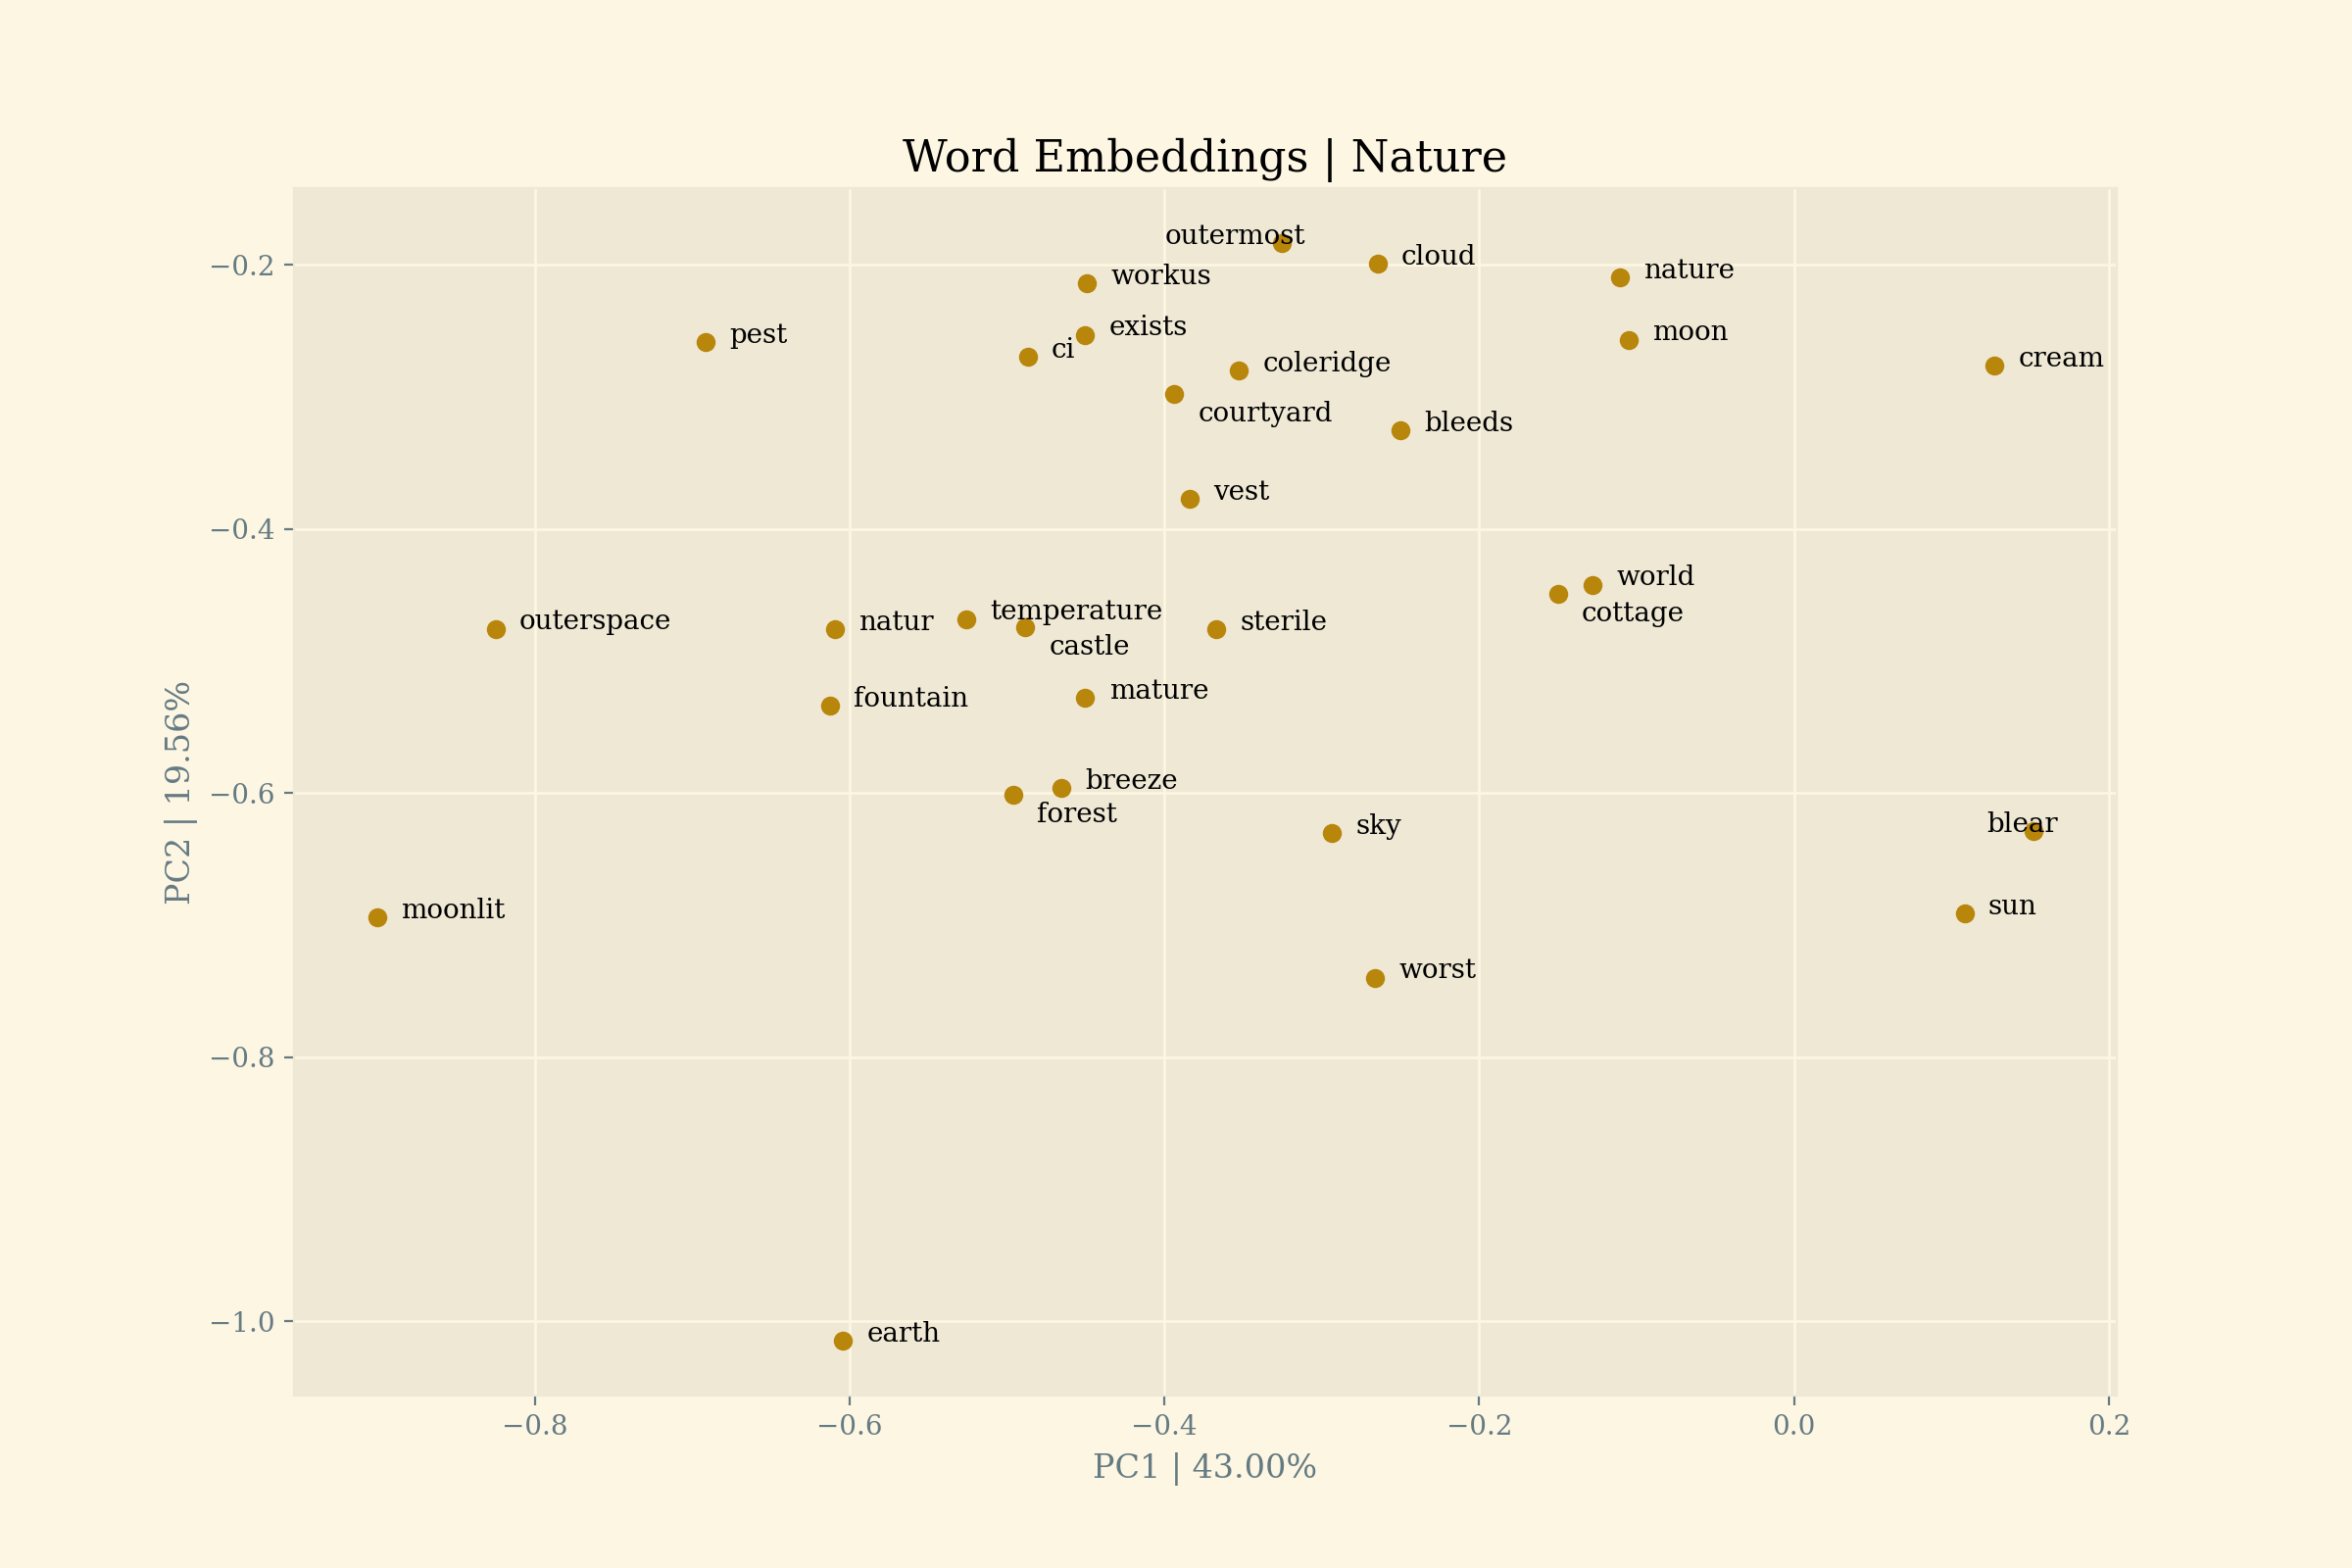 Word Embeddings | Nature
outermost
cloud
−0.2
nature
workus
exists
moon
pest
ci
coleridge
cream
courtyard
bleeds
vest
−0.4
world
cottage
temperature
outerspace
natur
sterile
castle
mature
fountain
breeze
−0.6
forest
sky
blear
PC2 | 19.56%
moonlit
sun
worst
−0.8
−1.0
earth
−0.8
−0.6
−0.4
−0.2
0.0
0.2
PC1 | 43.00%